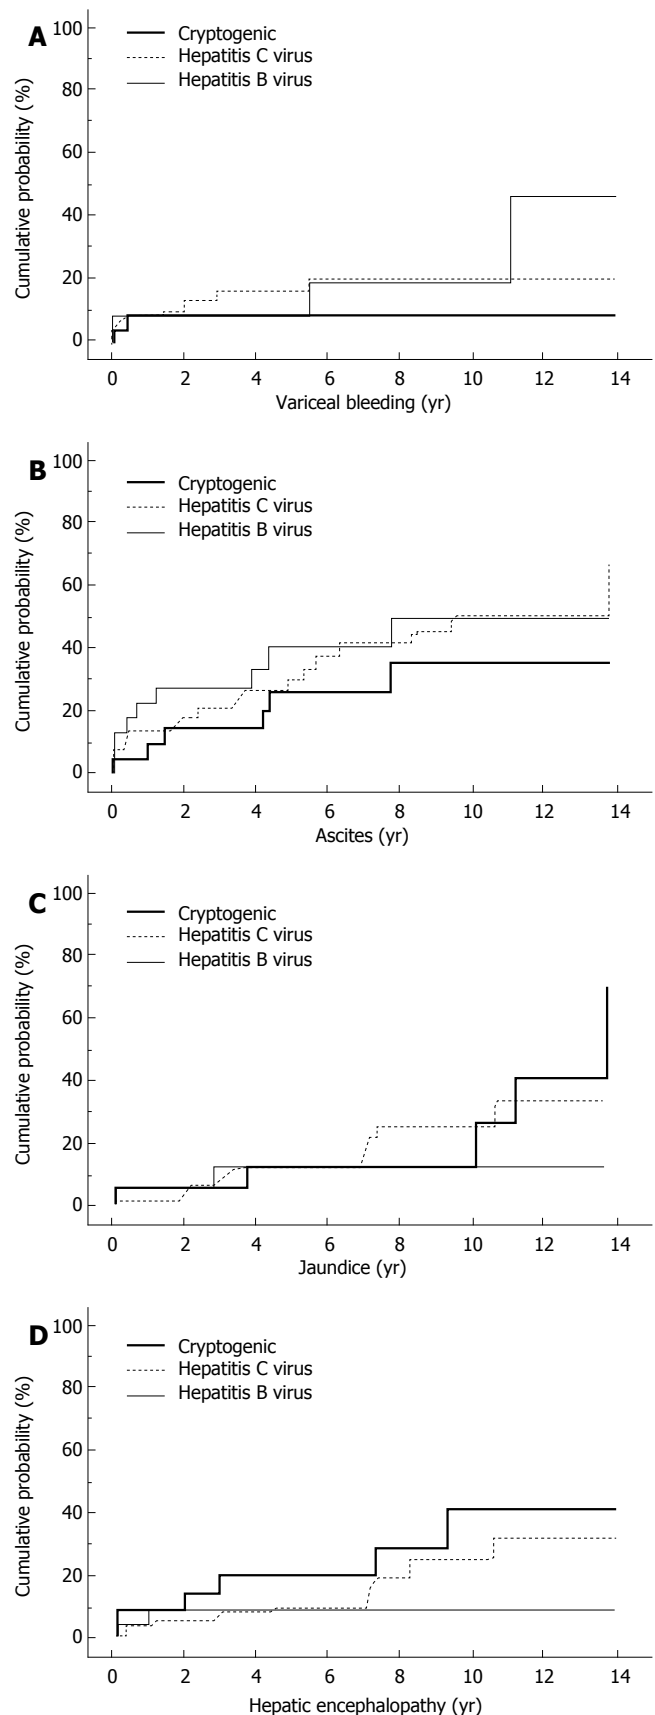 A
Cumulative probability (%)
100
80
60
40
20
0
Cryptogenic
Hepatitis C virus
Hepatitis B virus
0 2 4 6 8 10 12 14
Variceal bleeding (yr)
B
Cumulative probability (%)
100
80
60
40
20
0
Cryptogenic
Hepatitis C virus
Hepatitis B virus
0 2 4 6 8 10 12 14
Ascites (yr)
C
Cumulative probability (%)
100
80
60
40
20
0
Cryptogenic
Hepatitis C virus
Hepatitis B virus
0 2 4 6 8 10 12 14
Jaundice (yr)
D
Cumulative probability (%)
100
80
60
40
20
0
Cryptogenic
Hepatitis C virus
Hepatitis B virus
0 2 4 6 8 10 12 14
Hepatic encephalopathy (yr)